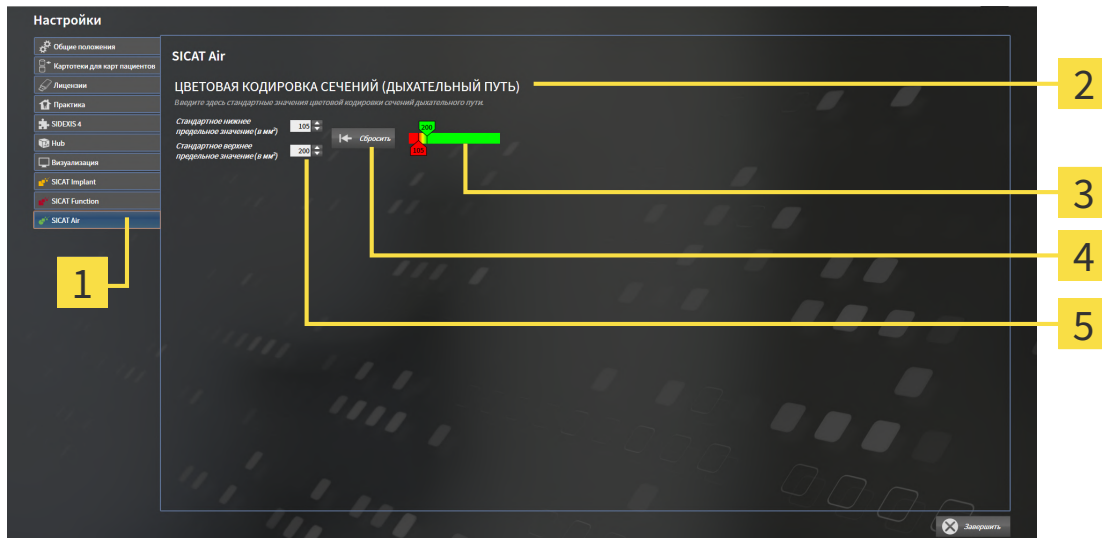 Настройки
Общие положения
Картотеки для карт пациентов
Лицензии
Практика
SIDEXIS 4
Hub
Визуализация
SICAT Implant
SICAT Function
SICAT Air
SICAT Air
ЦВЕТОВАЯ КОДИРОВКА СЕЧЕНИЙ (ДЫХАТЕЛЬНЫЙ ПУТЬ)
Введите здесь стандартные значения цветовой кодировки сечений дыхательного пути.
Стандартное нижнее
предельное значение (в мм²)
105
Стандартное верхнее
предельное значение (в мм²)
200
Сбросить
200
105
Завершить
1
2
3
4
5